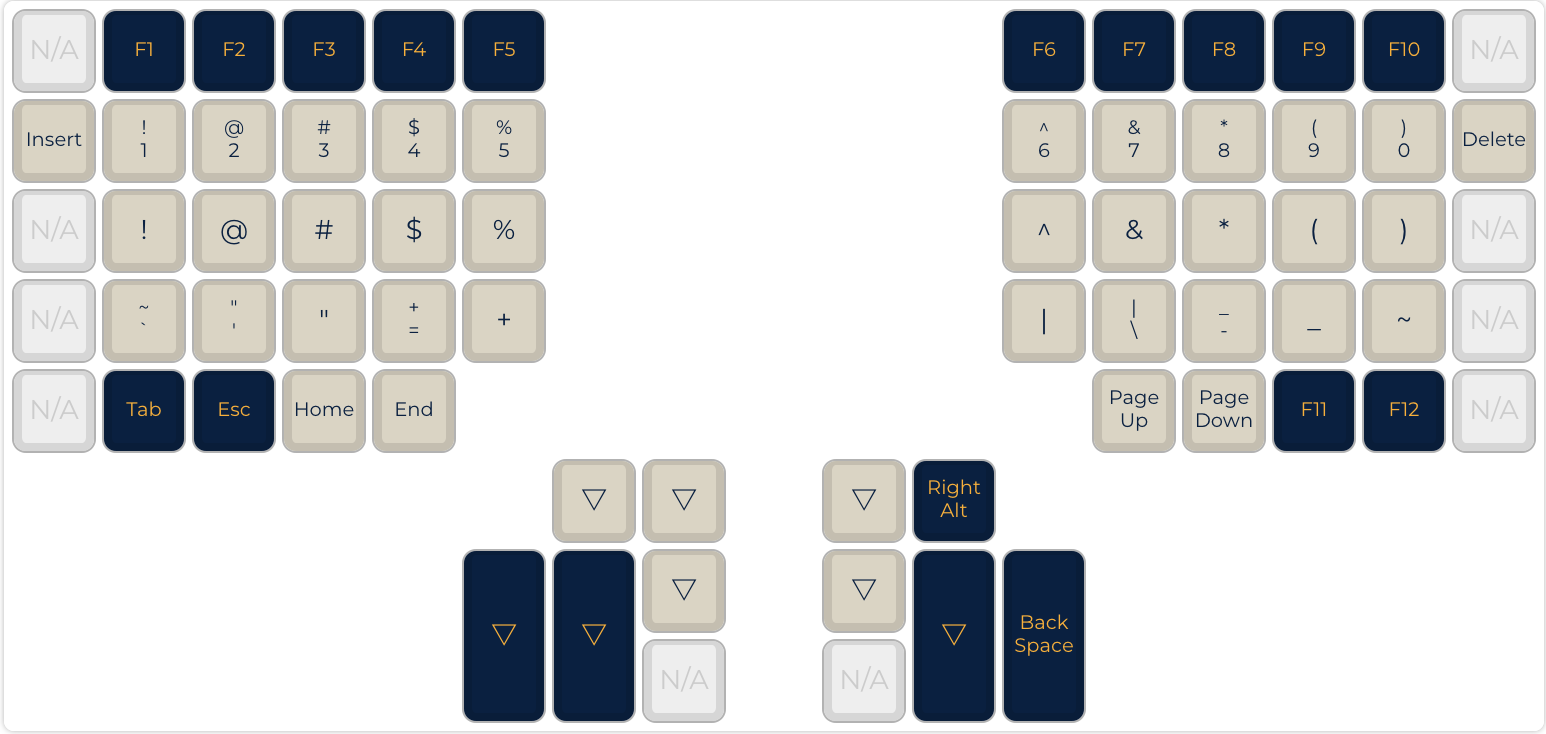 N/A F1 F2 F3 F4 F5 F6 F7 F8 F9 F10 N/A
! @ # $ % ^ & * ( )
Insert 1 2 3 4 5 6 7 8 9 0 Delete
N/A ! @ # $ % ^ & * ( ) N/A
~ " + | _
N/A ` ' " = + | \ - _ ~ N/A
N/A Tab Esc Home End Page Up Page Down F11 F12 N/A
▽ ▽ ▽ Right Alt
▽ ▽
▽ ▽ ▽ Back Space
N/A N/A